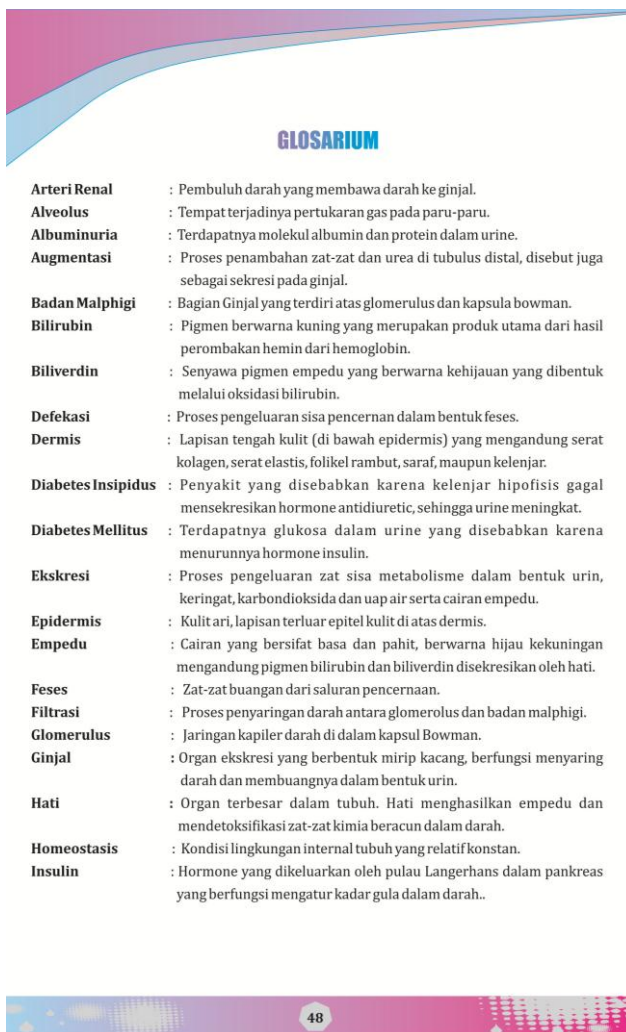 GLOSARIUM
Arteri Renal : Pembuluh darah yang membawa darah ke ginjal.
Alveolus : Tempat terjadinya pertukaran gas pada paru-paru.
Albuminuria : Terdapatnya molekul albumin dan protein dalam urine.
Augmentasi : Proses penambahan zat-zat dan urea di tubulus distal, disebut juga
sebagai sekresi pada ginjal.
Badan Malphigi : Bagian Ginjal yang terdiri atas glomerulus dan kapsula bowman.
Bilirubin : Pigmen berwarna kuning yang merupakan produk utama dari hasil
perombakan hemin dari hemoglobin.
Biliverdin : Senyawa pigmen empedu yang berwarna kehijauan yang dibentuk
melalui oksidasi bilirubin.
Defekasi : Proses pengeluaran sisa pencernan dalam bentuk feses.
Dermis : Lapisan tengah kulit (di bawah epidermis) yang mengandung serat
kolagen, serat elastis, folikel rambut, saraf, maupun kelenjar.
Diabetes Insipidus : Penyakit yang disebabkan karena kelenjar hipofisis gagal
mensekresikan hormone antidiuretic, sehingga urine meningkat.
Diabetes Mellitus : Terdapatnya glukosa dalam urine yang disebabkan karena
menurunnya hormone insulin.
Ekskresi : Proses pengeluaran zat sisa metabolisme dalam bentuk urin,
keringat, karbondioksida dan uap air serta cairan empedu.
Epidermis : Kulit ari, lapisan terluar epitel kulit di atas dermis.
Empedu : Cairan yang bersifat basa dan pahit, berwarna hijau kekuningan
mengandung pigmen bilirubin dan biliverdin disekresikan oleh hati.
Feses : Zat-zat buangan dari saluran pencernaan.
Filtrasi : Proses penyaringan darah antara glomerolus dan badan malphigi.
Glomerulus : Jaringan kapiler darah di dalam kapsul Bowman.
Ginjal : Organ ekskresi yang berbentuk mirip kacang, berfungsi menyaring
darah dan membuangnya dalam bentuk urin.
Hati : Organ terbesar dalam tubuh. Hati menghasilkan empedu dan
mendetoksifikasi zat-zat kimia beracun dalam darah.
Homeostasis : Kondisi lingkungan internal tubuh yang relatif konstan.
Insulin : Hormone yang dikeluarkan oleh pulau Langerhans dalam pankreas
yang berfungsi mengatur kadar gula dalam darah..
48